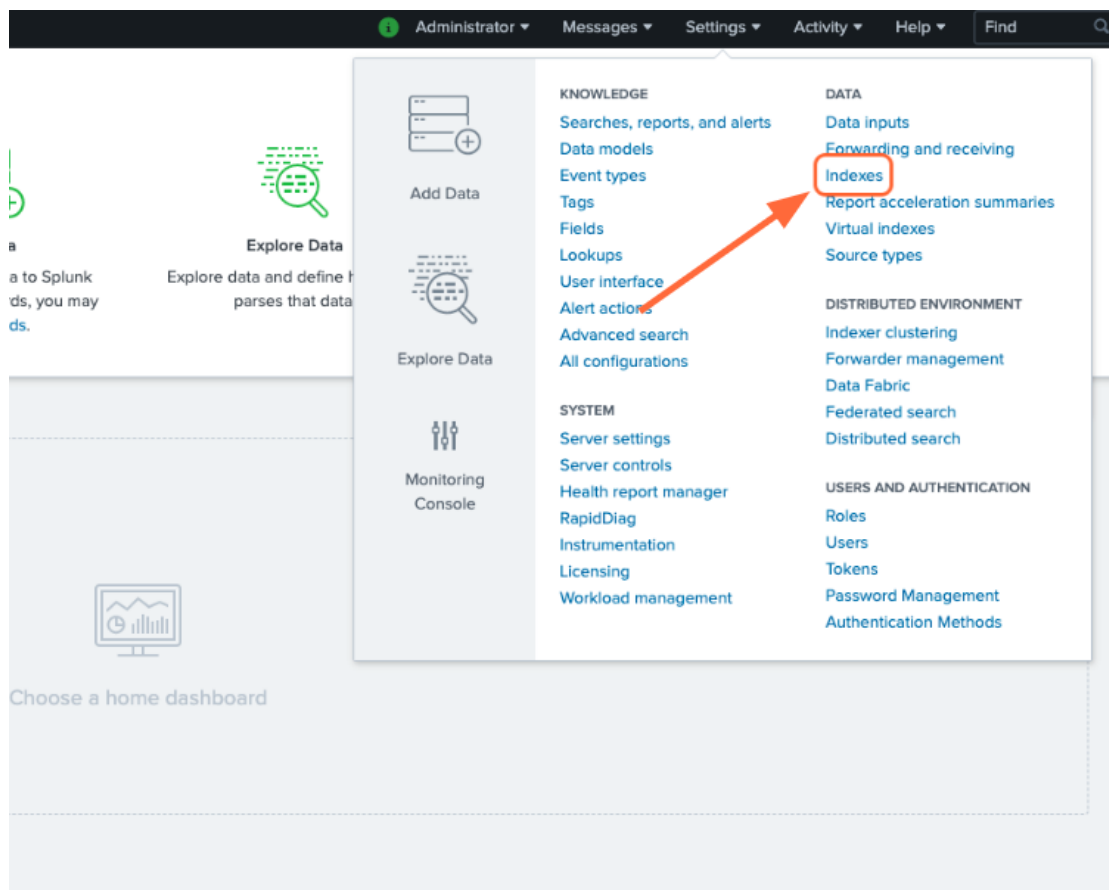 Administrator Messages Settings Activity Help Find
a
a to Splunk
rds, you may
ds.
Explore Data
Explore data and define h
parses that data
Choose a home dashboard
Add Data
Explore Data
Monitoring
Console
KNOWLEDGE
Searches, reports, and alerts
Data models
Event types
Tags
Fields
Lookups
User interface
Alert actions
Advanced search
All configurations
SYSTEM
Server settings
Server controls
Health report manager
RapidDiag
Instrumentation
Licensing
Workload management
DATA
Data inputs
Forwarding and receiving
Indexes
Report acceleration summaries
Virtual indexes
Source types
DISTRIBUTED ENVIRONMENT
Indexer clustering
Forwarder management
Data Fabric
Federated search
Distributed search
USERS AND AUTHENTICATION
Roles
Users
Tokens
Password Management
Authentication Methods